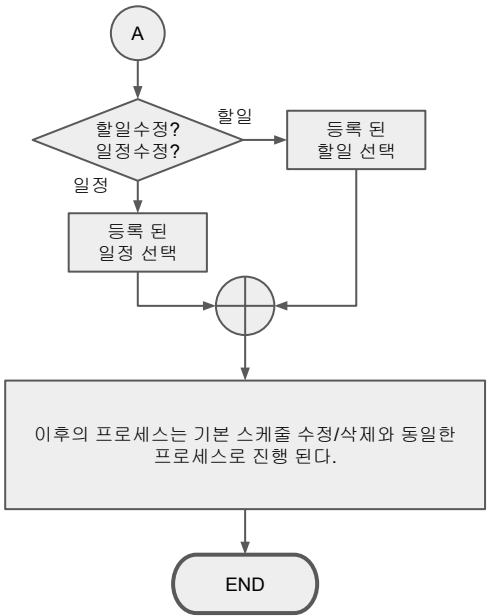 A
할일수정?
일정수정?
할일
등록 된
할일 선택
일정
등록 된
일정 선택
이후의 프로세스는 기본 스케줄 수정/삭제와 동일한
프로세스로 진행 된다.
END